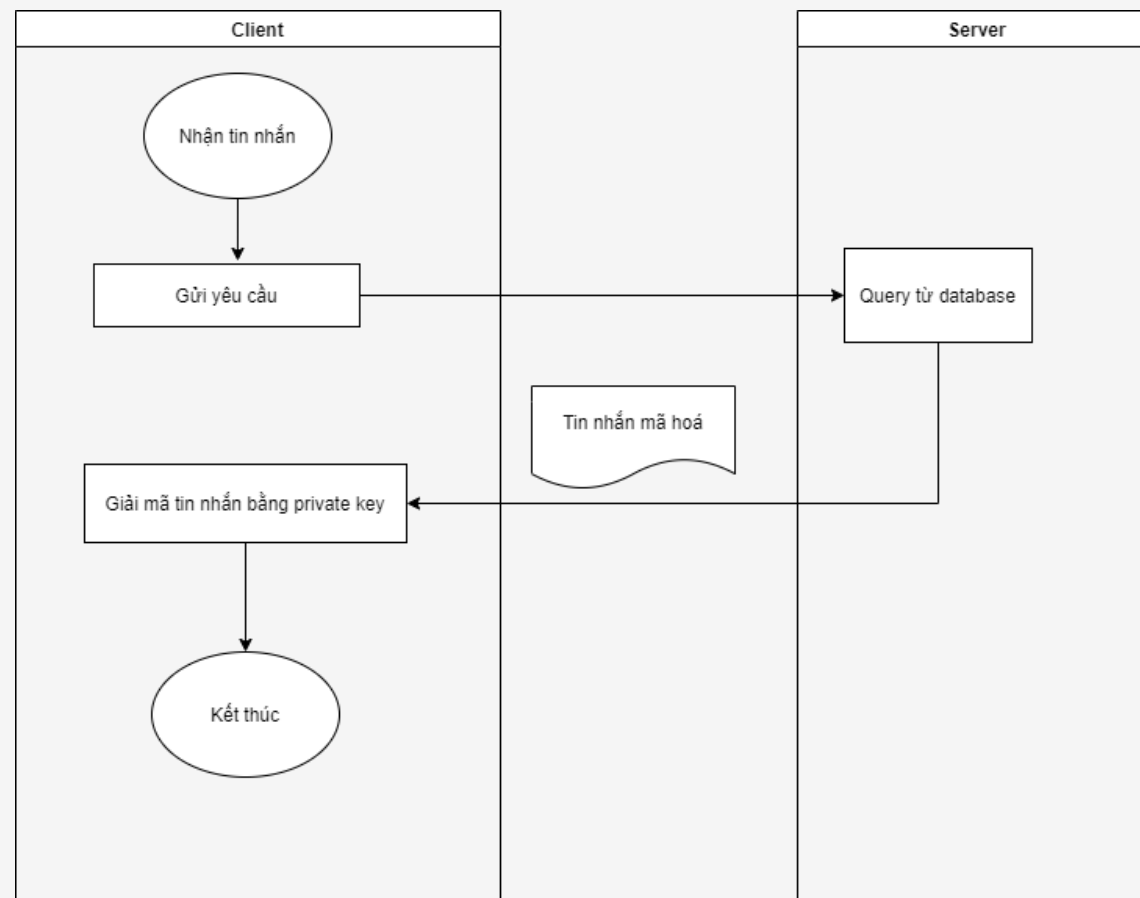 Client
Server
Nhận tin nhắn
Gửi yêu cầu
Query từ database
Tin nhắn mã hoá
Giải mã tin nhắn bằng private key
Kết thúc